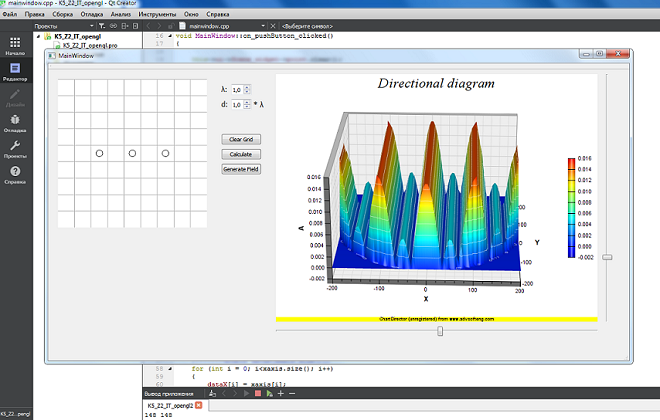 mainwindow.cpp - K5_Z2_IT_opengl - Qt Creator
Файл Правка Сборка Отладка Анализ Инструменты Окно Справка
Проекты
mainwindow.cpp
<Выберите символ>
K5_Z2_IT_opengl
K5_Z2_IT_opengl.pro
16 void MainWindow::on_pushButton_clicked()
17 {
Начало
Редактор
Дизайн
Отладка
Проекты
Справка
MainWindow
λ: 1,0
d: 1,0 * λ
Clear Grid
Calculate
Generate Field
Directional diagram
0.016
0.014
0.012
0.010
0.008
0.006
0.004
0.002
0.000
-0.002
A
-200 -100 0 100 200
X
200
100
0
-100
-200
Y
0.016
0.014
0.012
0.010
0.008
0.006
0.004
0.002
0.000
-0.002
ChartDirector (unregistered) from www.advsofteng.com
58 for (int i = 0; i<xaxis.size(); i++)
59 {
60 dataX[i] = xaxis[i];
Вывод приложения
K5_Z2_IT_opengl2
148 148
K5_Z2...pengl